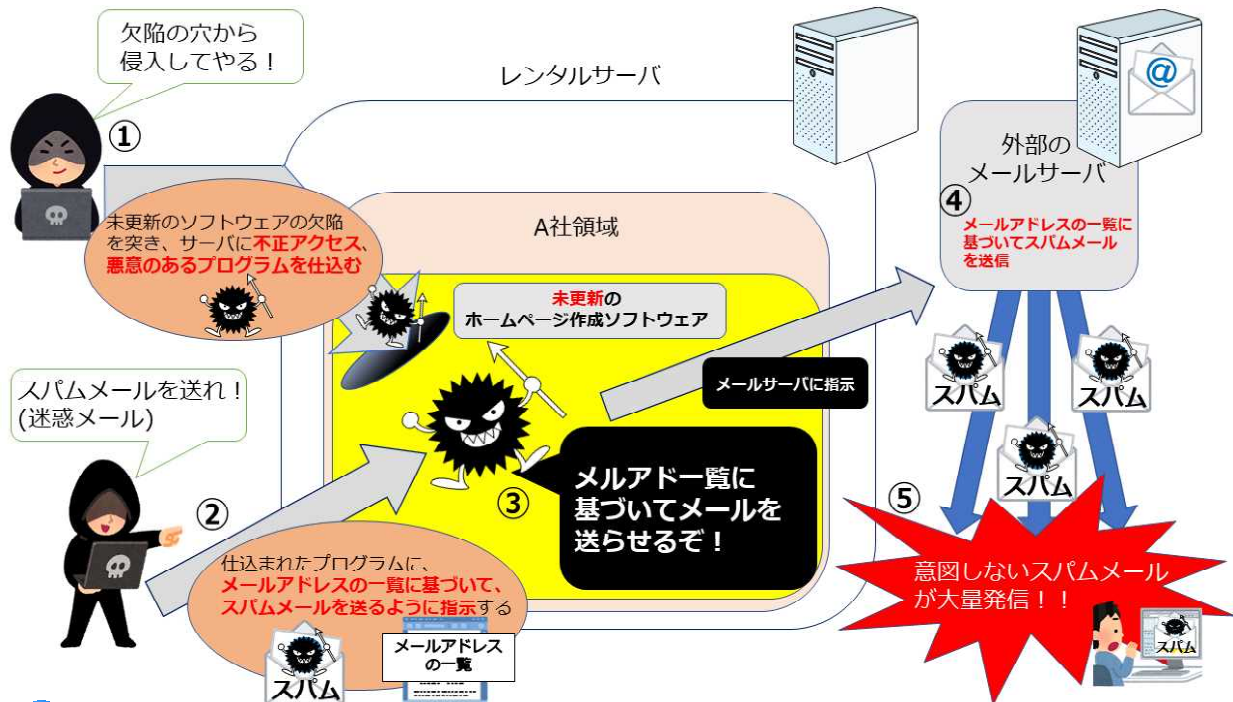 欠陥の穴から
侵入してやる！
①
レンタルサーバ
未更新のソフトウェアの欠陥
を突き、サーバに不正アクセス、
悪意のあるプログラムを仕込む
A社領域
未更新の
ホームページ作成ソフトウェア
@
外部の
メールサーバ
④
メールアドレスの一覧に
基づいてスパムメール
を送信
メールサーバに指示
スパム
スパム
スパム
スパムメールを送れ！
(迷惑メール)
②
③
メルアド一覧に
基づいてメールを
送らせるぞ！
仕込まれたプログラムに、
メールアドレスの一覧に基づいて、
スパムメールを送るように指示する
スパム
メールアドレス
の一覧
⑤
意図しないスパムメール
が大量発信！！
スパム